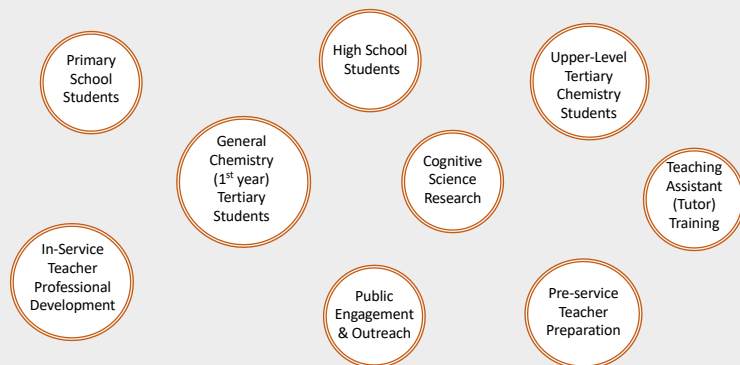 Primary
School
Students
High School
Students
Upper-Level
Tertiary
Chemistry
Students
General
Chemistry
(1st year)
Tertiary
Students
Cognitive
Science
Research
Teaching
Assistant
(Tutor)
Training
In-Service
Teacher
Professional
Development
Public
Engagement
& Outreach
Pre-service
Teacher
Preparation